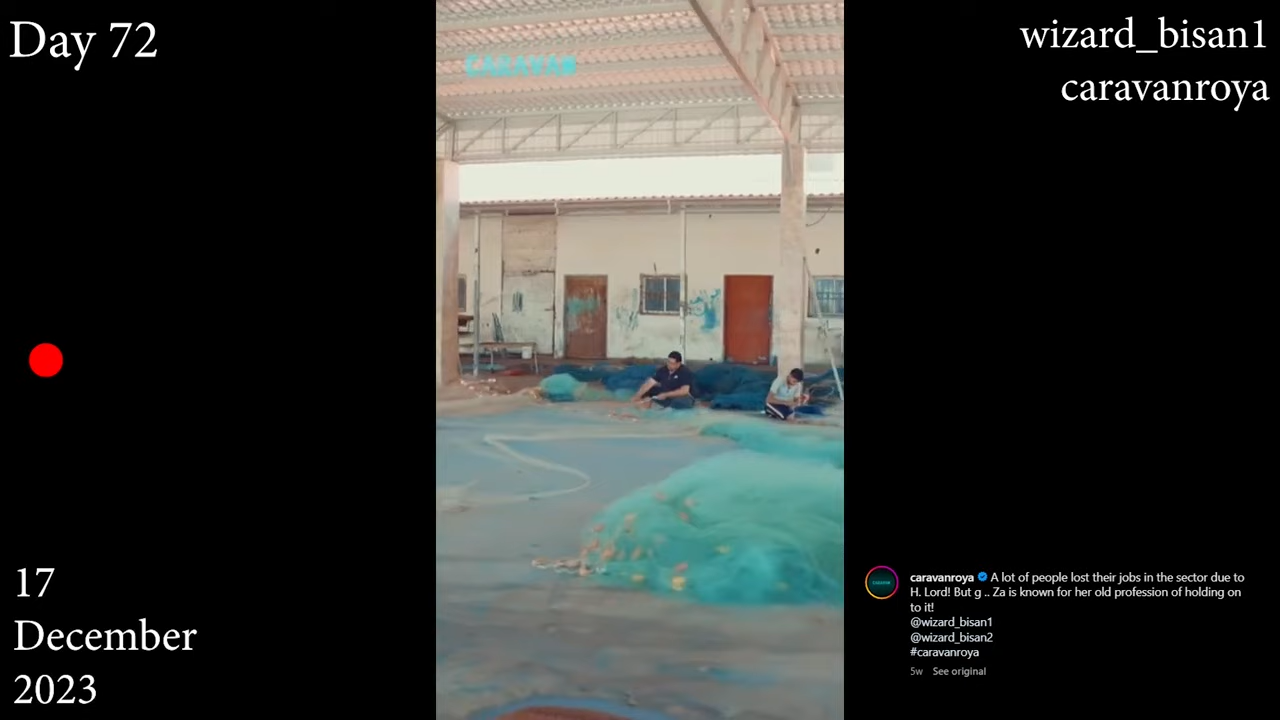 Day 72
wizard_bisan1
caravanroya
CARAVAN
17
December
2023
caravanroya A lot of people lost their jobs in the sector due to
H. Lord! But g .. Za is known for her old profession of holding on
to it!
@wizard_bisan1
@wizard_bisan2
#caravanroya
5w See original